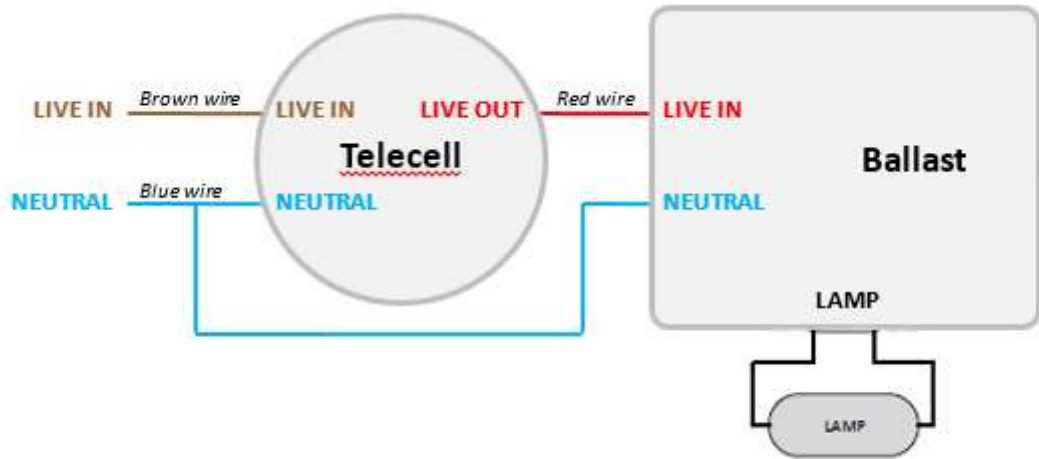 LIVE IN Brown wire LIVE IN LIVE OUT Red wire LIVE IN
Telecell Ballast
NEUTRAL Blue wire NEUTRAL NEUTRAL
LAMP
LAMP